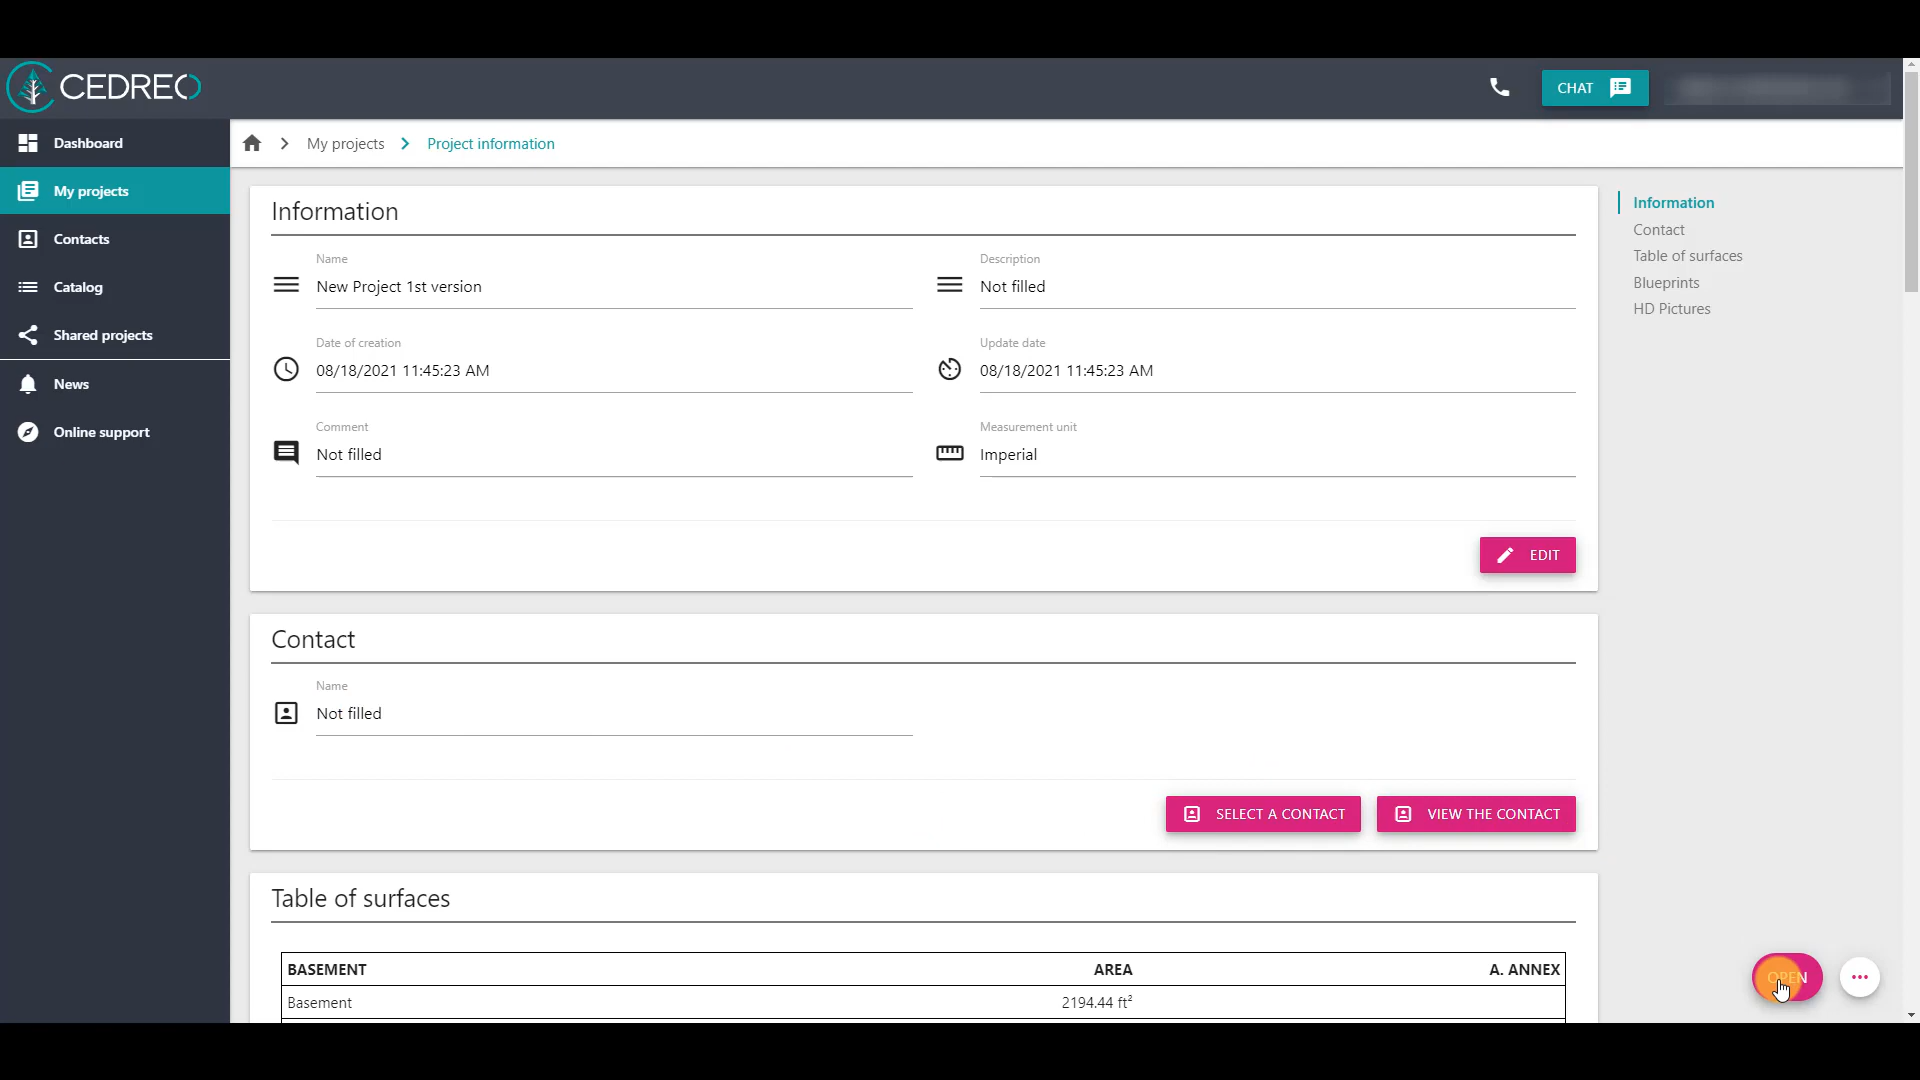 CEDREO
CHAT
Dashboard
My projects
Contacts
Catalog
Shared projects
News
Online support
My projects
Project information
Information
Name
New Project 1st version
Description
Not filled
Date of creation
08/18/2021 11:45:23 AM
Update date
08/18/2021 11:45:23 AM
Comment
Not filled
Measurement unit
Imperial
EDIT
Contact
Name
Not filled
SELECT A CONTACT
VIEW THE CONTACT
Table of surfaces
BASEMENT AREA A. ANNEX
Basement 2194.44 ft²
Information
Contact
Table of surfaces
Blueprints
HD Pictures
OPEN